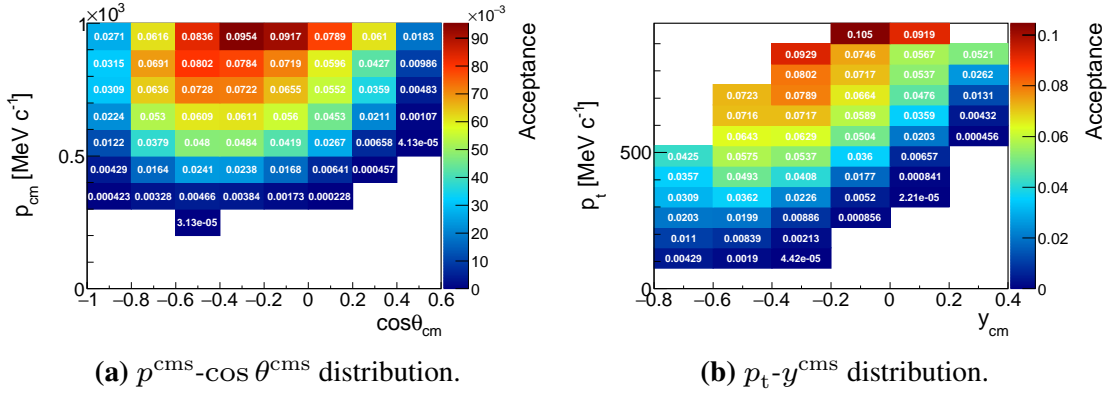 1 ×10³
×10⁻³
0.0271 0.0616 0.0836 0.0954 0.0917 0.0789 0.061 0.0183
0.0315 0.0691 0.0802 0.0784 0.0719 0.0596 0.0427 0.00986
0.0309 0.0636 0.0728 0.0722 0.0655 0.0552 0.0359 0.00483
0.0224 0.053 0.0609 0.0611 0.056 0.0453 0.0211 0.00107
0.0122 0.0379 0.048 0.0484 0.0419 0.0267 0.00658 4.13e-05
0.00429 0.0164 0.0241 0.0238 0.0168 0.00641 0.000457
0.000423 0.00328 0.00466 0.00384 0.00173 0.000228
3.13e-05
0.5
0
p_cm [MeV c⁻¹]
−1 −0.8 −0.6 −0.4 −0.2 0 0.2 0.4 0.6
cosθ_cm
90
80
70
60
50
40
30
20
10
0
Acceptance
(a) p^cms-cos θ^cms distribution.
0.105 0.0919
0.0929 0.0746 0.0567 0.0521
0.0802 0.0717 0.0537 0.0262
0.0723 0.0789 0.0664 0.0476 0.0131
0.0716 0.0717 0.0589 0.0359 0.00432
0.0643 0.0629 0.0504 0.0203 0.000456
0.0425 0.0575 0.0537 0.036 0.00657
0.0357 0.0493 0.0408 0.0177 0.000841
0.0309 0.0362 0.0226 0.0052 2.21e-05
0.0203 0.0199 0.00886 0.000856
0.011 0.00839 0.00213
0.00429 0.0019 4.42e-05
500
0
p_t [MeV c⁻¹]
−0.8 −0.6 −0.4 −0.2 0 0.2 0.4
y_cm
0.1
0.08
0.06
0.04
0.02
0
Acceptance
(b) p_t-y^cms distribution.